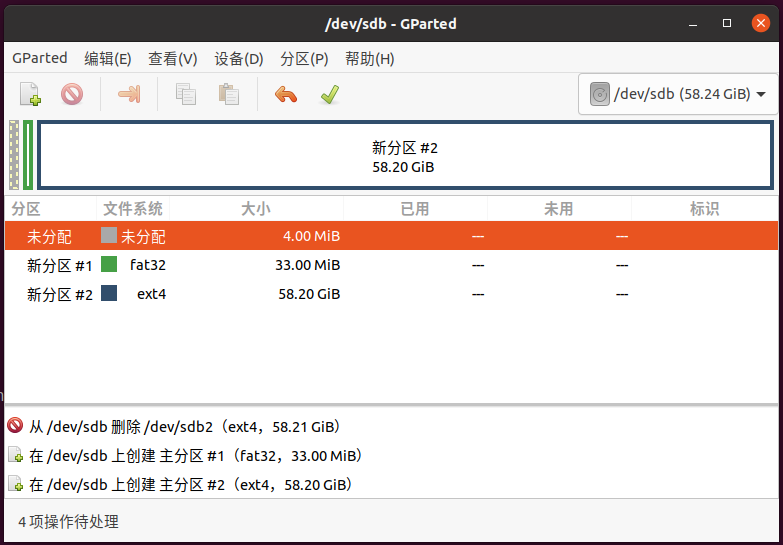 /dev/sdb - GParted
GParted 编辑(E) 查看(V) 设备(D) 分区(P) 帮助(H)
/dev/sdb (58.24 GiB)
新分区 #2
58.20 GiB
分区 文件系统 大小 已用 未用 标识
未分配 未分配 4.00 MiB --- ---
新分区 #1 fat32 33.00 MiB --- ---
新分区 #2 ext4 58.20 GiB --- ---
从 /dev/sdb 删除 /dev/sdb2（ext4，58.21 GiB）
在 /dev/sdb 上创建 主分区 #1（fat32，33.00 MiB）
在 /dev/sdb 上创建 主分区 #2（ext4，58.20 GiB）
4 项操作待处理